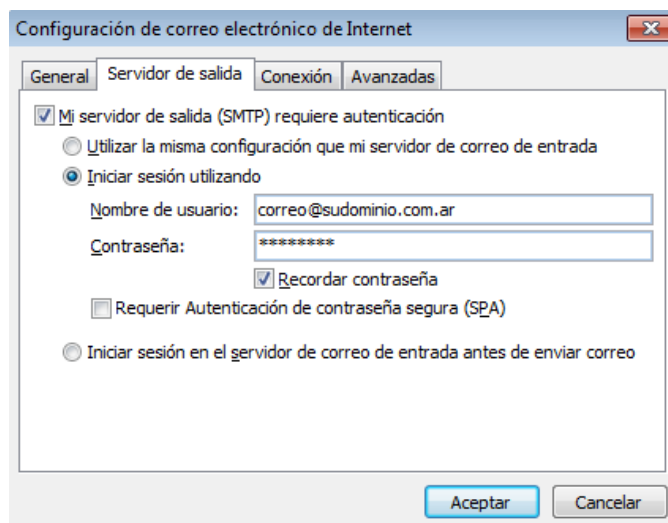 Configuración de correo electrónico de Internet
General Servidor de salida Conexión Avanzadas
Mi servidor de salida (SMTP) requiere autenticación
Utilizar la misma configuración que mi servidor de correo de entrada
Iniciar sesión utilizando
Nombre de usuario: correo@sudominio.com.ar
Contraseña: ********
Recordar contraseña
Requerir Autenticación de contraseña segura (SPA)
Iniciar sesión en el servidor de correo de entrada antes de enviar correo
Aceptar Cancelar